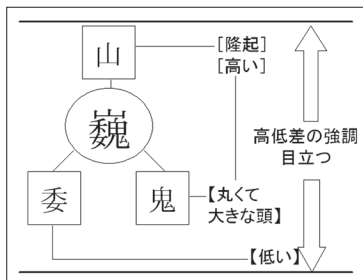 山
[隆起]
[高い]
巍
高低差の強調
目立つ
委
鬼
【丸くて
大きな頭】
【低い】